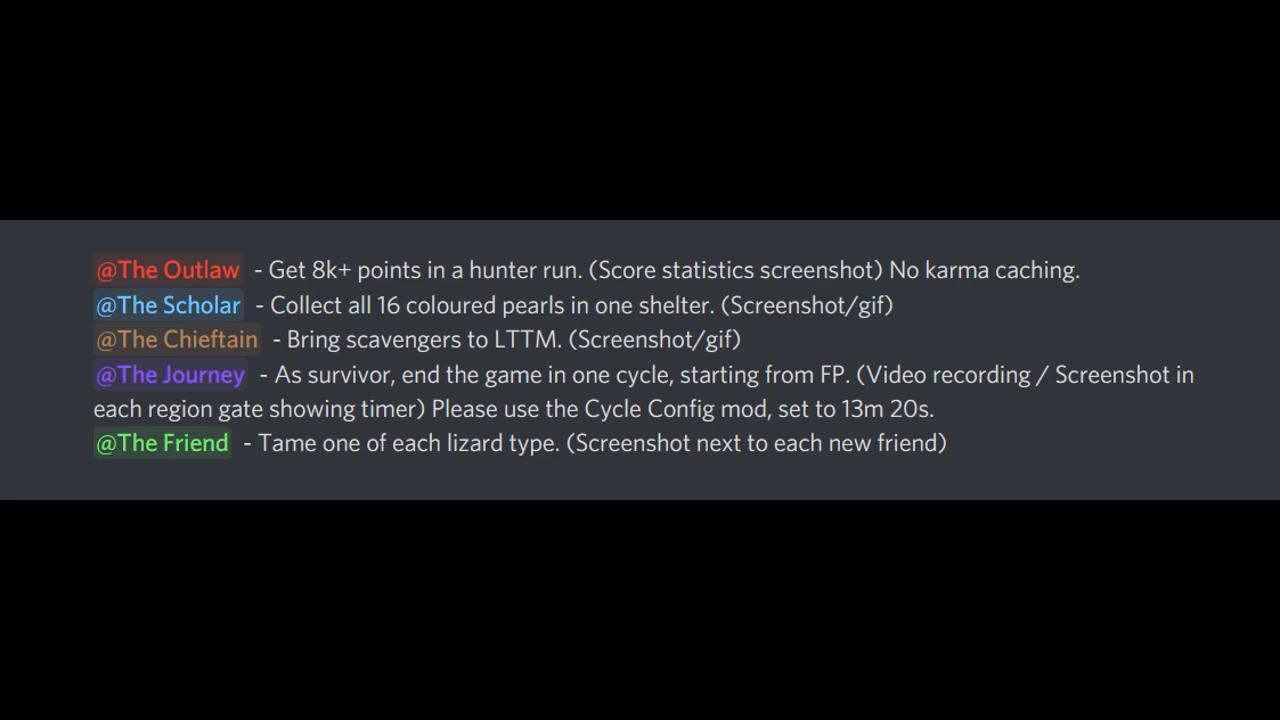 @The Outlaw - Get 8k+ points in a hunter run. (Score statistics screenshot) No karma caching.
@The Scholar - Collect all 16 coloured pearls in one shelter. (Screenshot/gif)
@The Chieftain - Bring scavengers to LTTM. (Screenshot/gif)
@The Journey - As survivor, end the game in one cycle, starting from FP. (Video recording / Screenshot in
each region gate showing timer) Please use the Cycle Config mod, set to 13m 20s.
@The Friend - Tame one of each lizard type. (Screenshot next to each new friend)